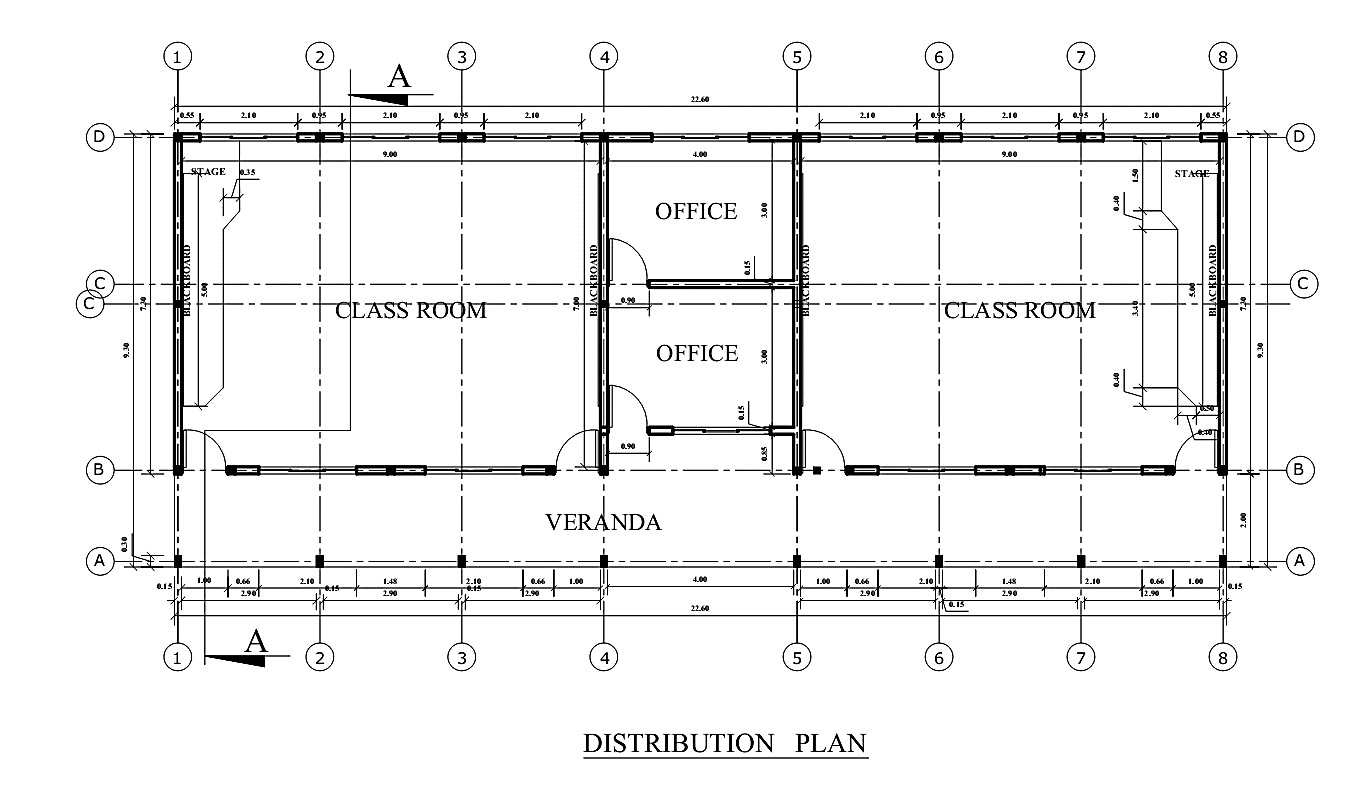 1 2 3 4 5 6 7 8
A
22.60
0.55 2.10 0.95 2.10 0.95 2.10 2.10 0.95 2.10 0.55
D D
9.00 4.00 9.00
STAGE 0.35 1.50 STAGE
0.40
OFFICE 3.00
BLACKBOARD BLACKBOARD BLACKBOARD BLACKBOARD
0.15
C C
C
5.00 5.00
7.30 7.00 0.90 3.40 7.30
CLASS ROOM CLASS ROOM
9.30 9.30
OFFICE 3.00
0.40
0.15 0.50
0.40
0.90 0.85
B B
VERANDA 2.00
0.30
A A
0.15 1.00 0.66 2.10 1.48 2.10 0.66 1.00 4.00 1.00 0.66 2.10 1.48 2.10 0.66 1.00 0.15
2.90 0.15 2.90 0.15 2.90 2.90 2.90 2.90
0.15
22.60
A
1 2 3 4 5 6 7 8
DISTRIBUTION PLAN